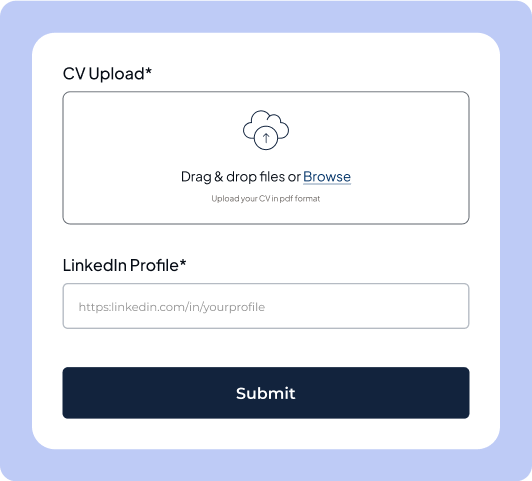 CV Upload*
Drag & drop files or Browse
Upload your CV in pdf format
LinkedIn Profile*
https:linkedin.com/in/yourprofile
Submit